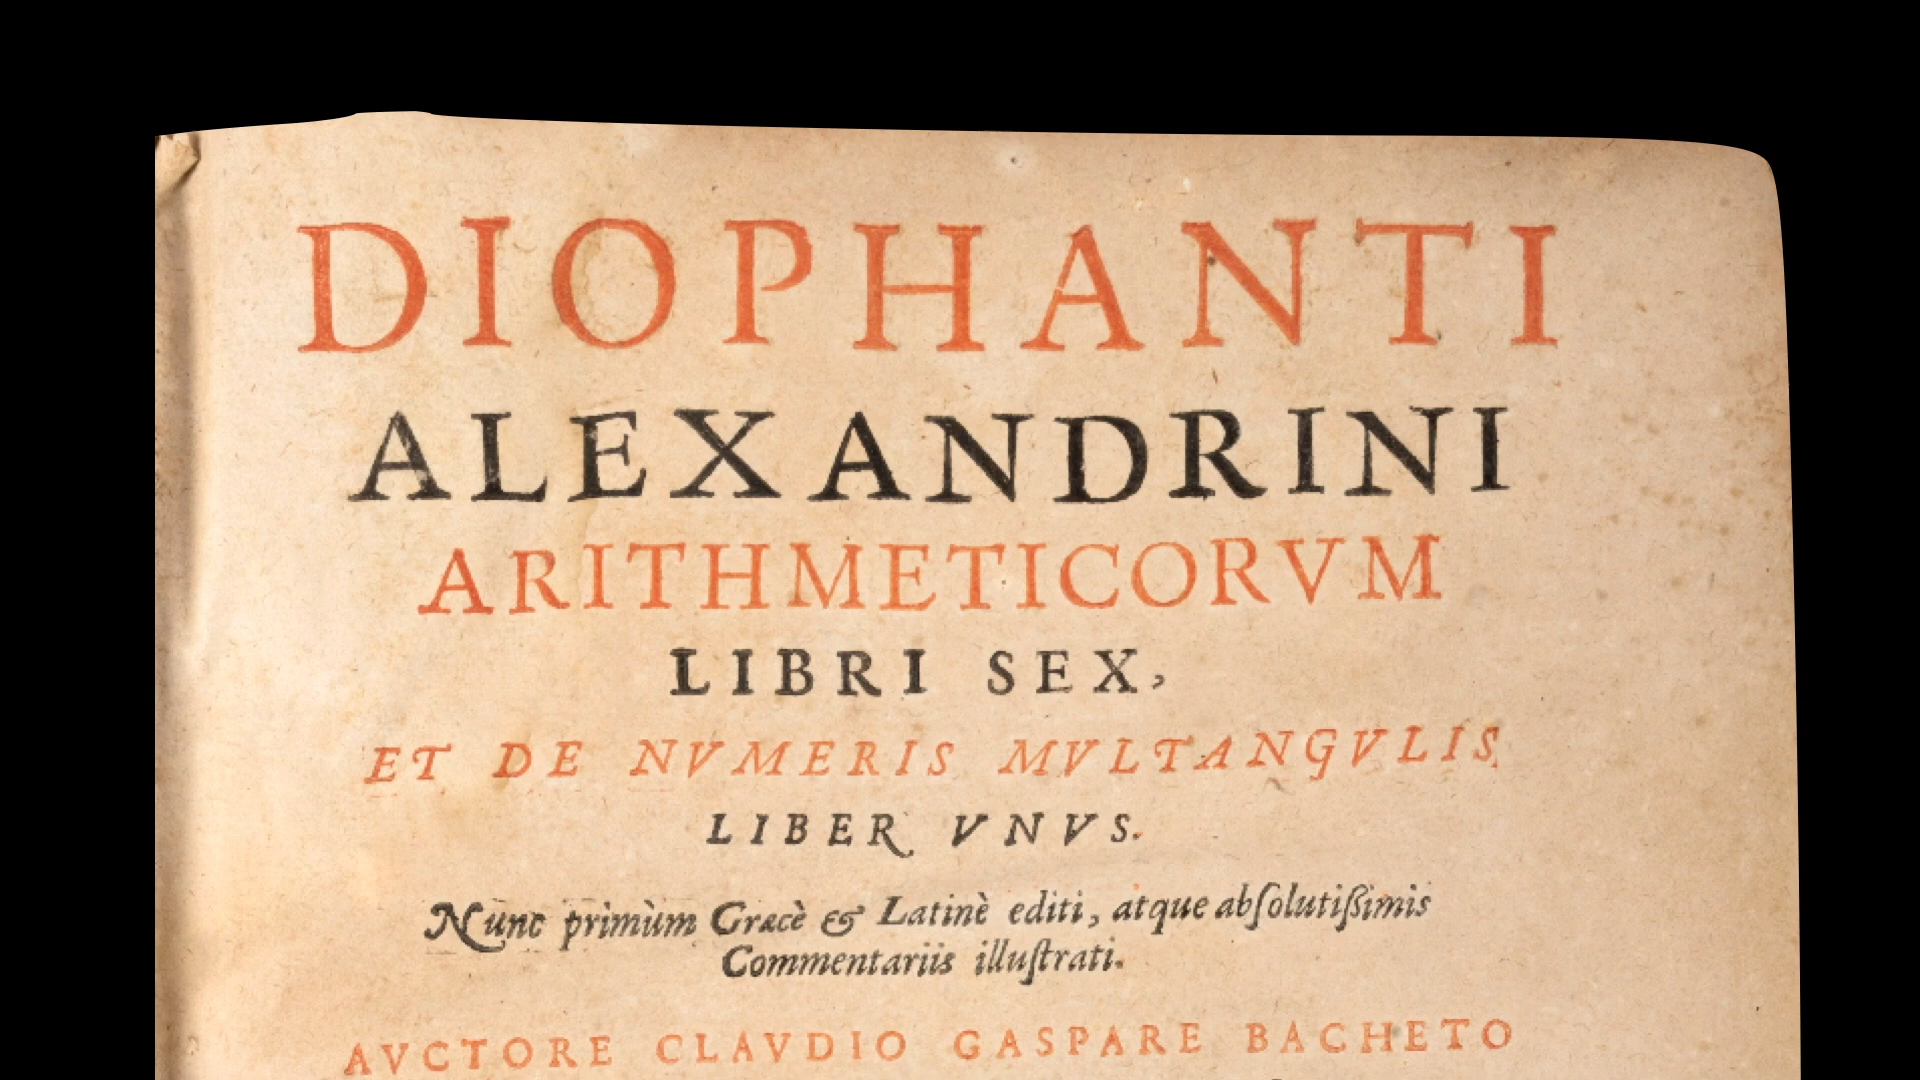 DIOPHANTI
ALEXANDRINI
ARITHMETICORVM
LIBRI SEX,
ET DE NVMERIS MVLTANGVLIS
LIBER VNVS.
Nunc primùm Græcè & Latinè editi, atque abſolutißimis
Commentariis illuſtrati.
AVCTORE CLAVDIO GASPARE BACHETO